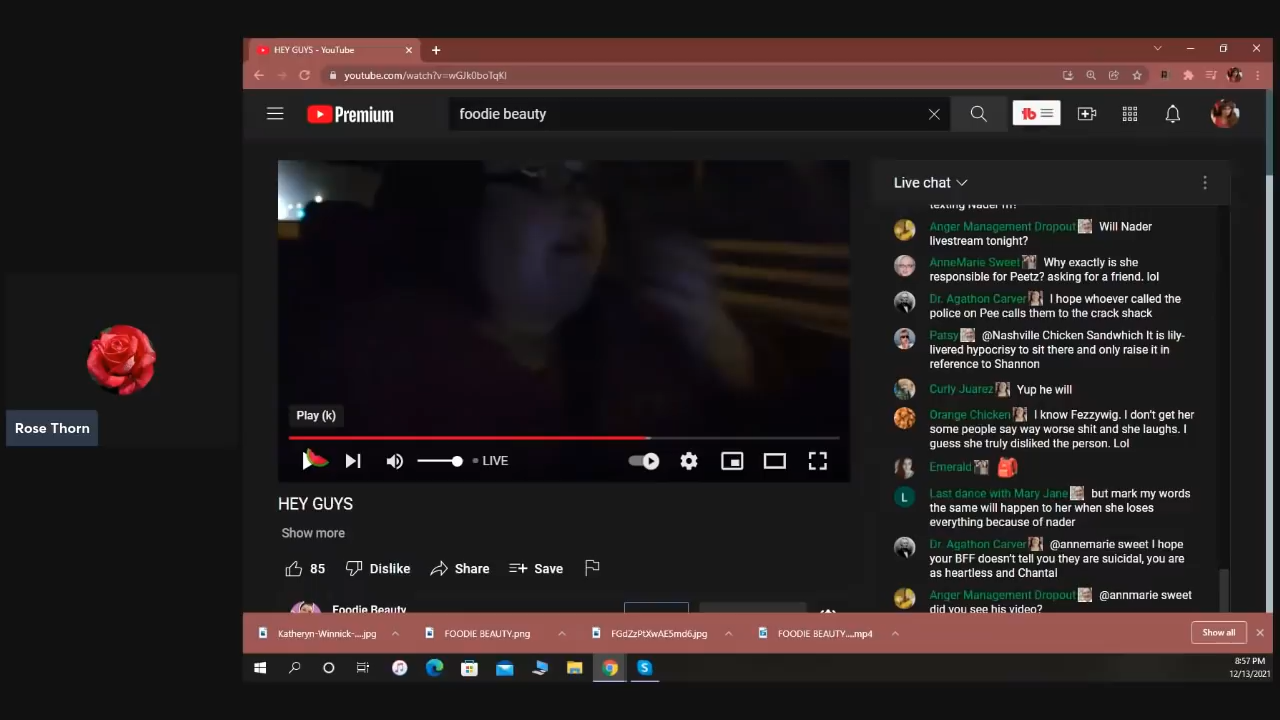 HEY GUYS - YouTube
youtube.com/watch?v=wGJk0boTqKI
Premium
foodie beauty
Live chat
texting Nader
Anger Management Dropout Will Nader
livestream tonight?
AnneMarie Sweet Why exactly is she
responsible for Peetz? asking for a friend. lol
Dr. Agathon Carver I hope whoever called the
police on Pee calls them to the crack shack
Patsy @Nashville Chicken Sandwhich It is lily-
livered hypocrisy to sit there and only raise it in
reference to Shannon
Curly Juarez Yup he will
Orange Chicken I know Fezzywig. I don't get her
some people say way worse shit and she laughs. I
guess she truly disliked the person. Lol
Emerald
L Last dance with Mary Jane but mark my words
the same will happen to her when she loses
everything because of nader
Dr. Agathon Carver @annemarie sweet I hope
your BFF doesn't tell you they are suicidal, you are
as heartless and Chantal
Anger Management Dropout @annmarie sweet
did you see his video?
Play (k)
LIVE
HEY GUYS
Show more
85 Dislike Share Save
Foodie Beauty
Rose Thorn
Katheryn-Winnick-....jpg FOODIE BEAUTY.png FGdZzPtXwAESmd6.jpg FOODIE BEAUTY....mp4 Show all
8:57 PM
12/13/2021